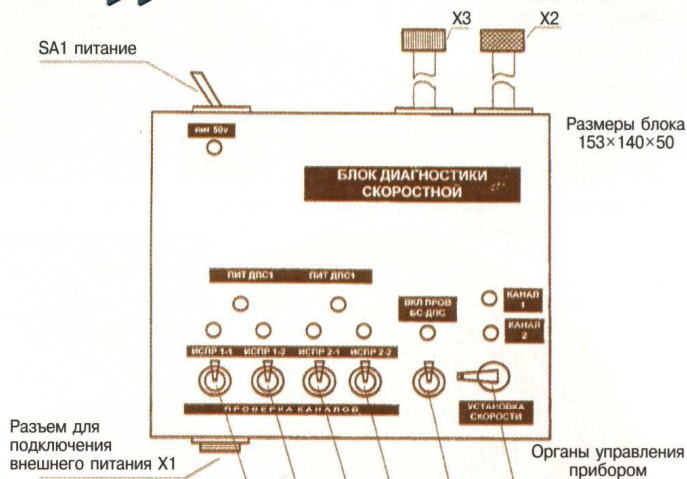 X3
X2
SA1 питание
ПИТ 50V
Размеры блока
153×140×50
БЛОК ДИАГНОСТИКИ
СКОРОСТНОЙ
ПИТ ДПС1
ПИТ ДПС1
ВКЛ ПРОВ
БС-ДПС
КАНАЛ
1
КАНАЛ
2
ИСПР 1-1
ИСПР 1-2
ИСПР 2-1
ИСПР 2-2
ПРОВЕРКА КАНАЛОВ
УСТАНОВКА
СКОРОСТИ
Разъем для
подключения
внешнего питания X1
Органы управления
прибором